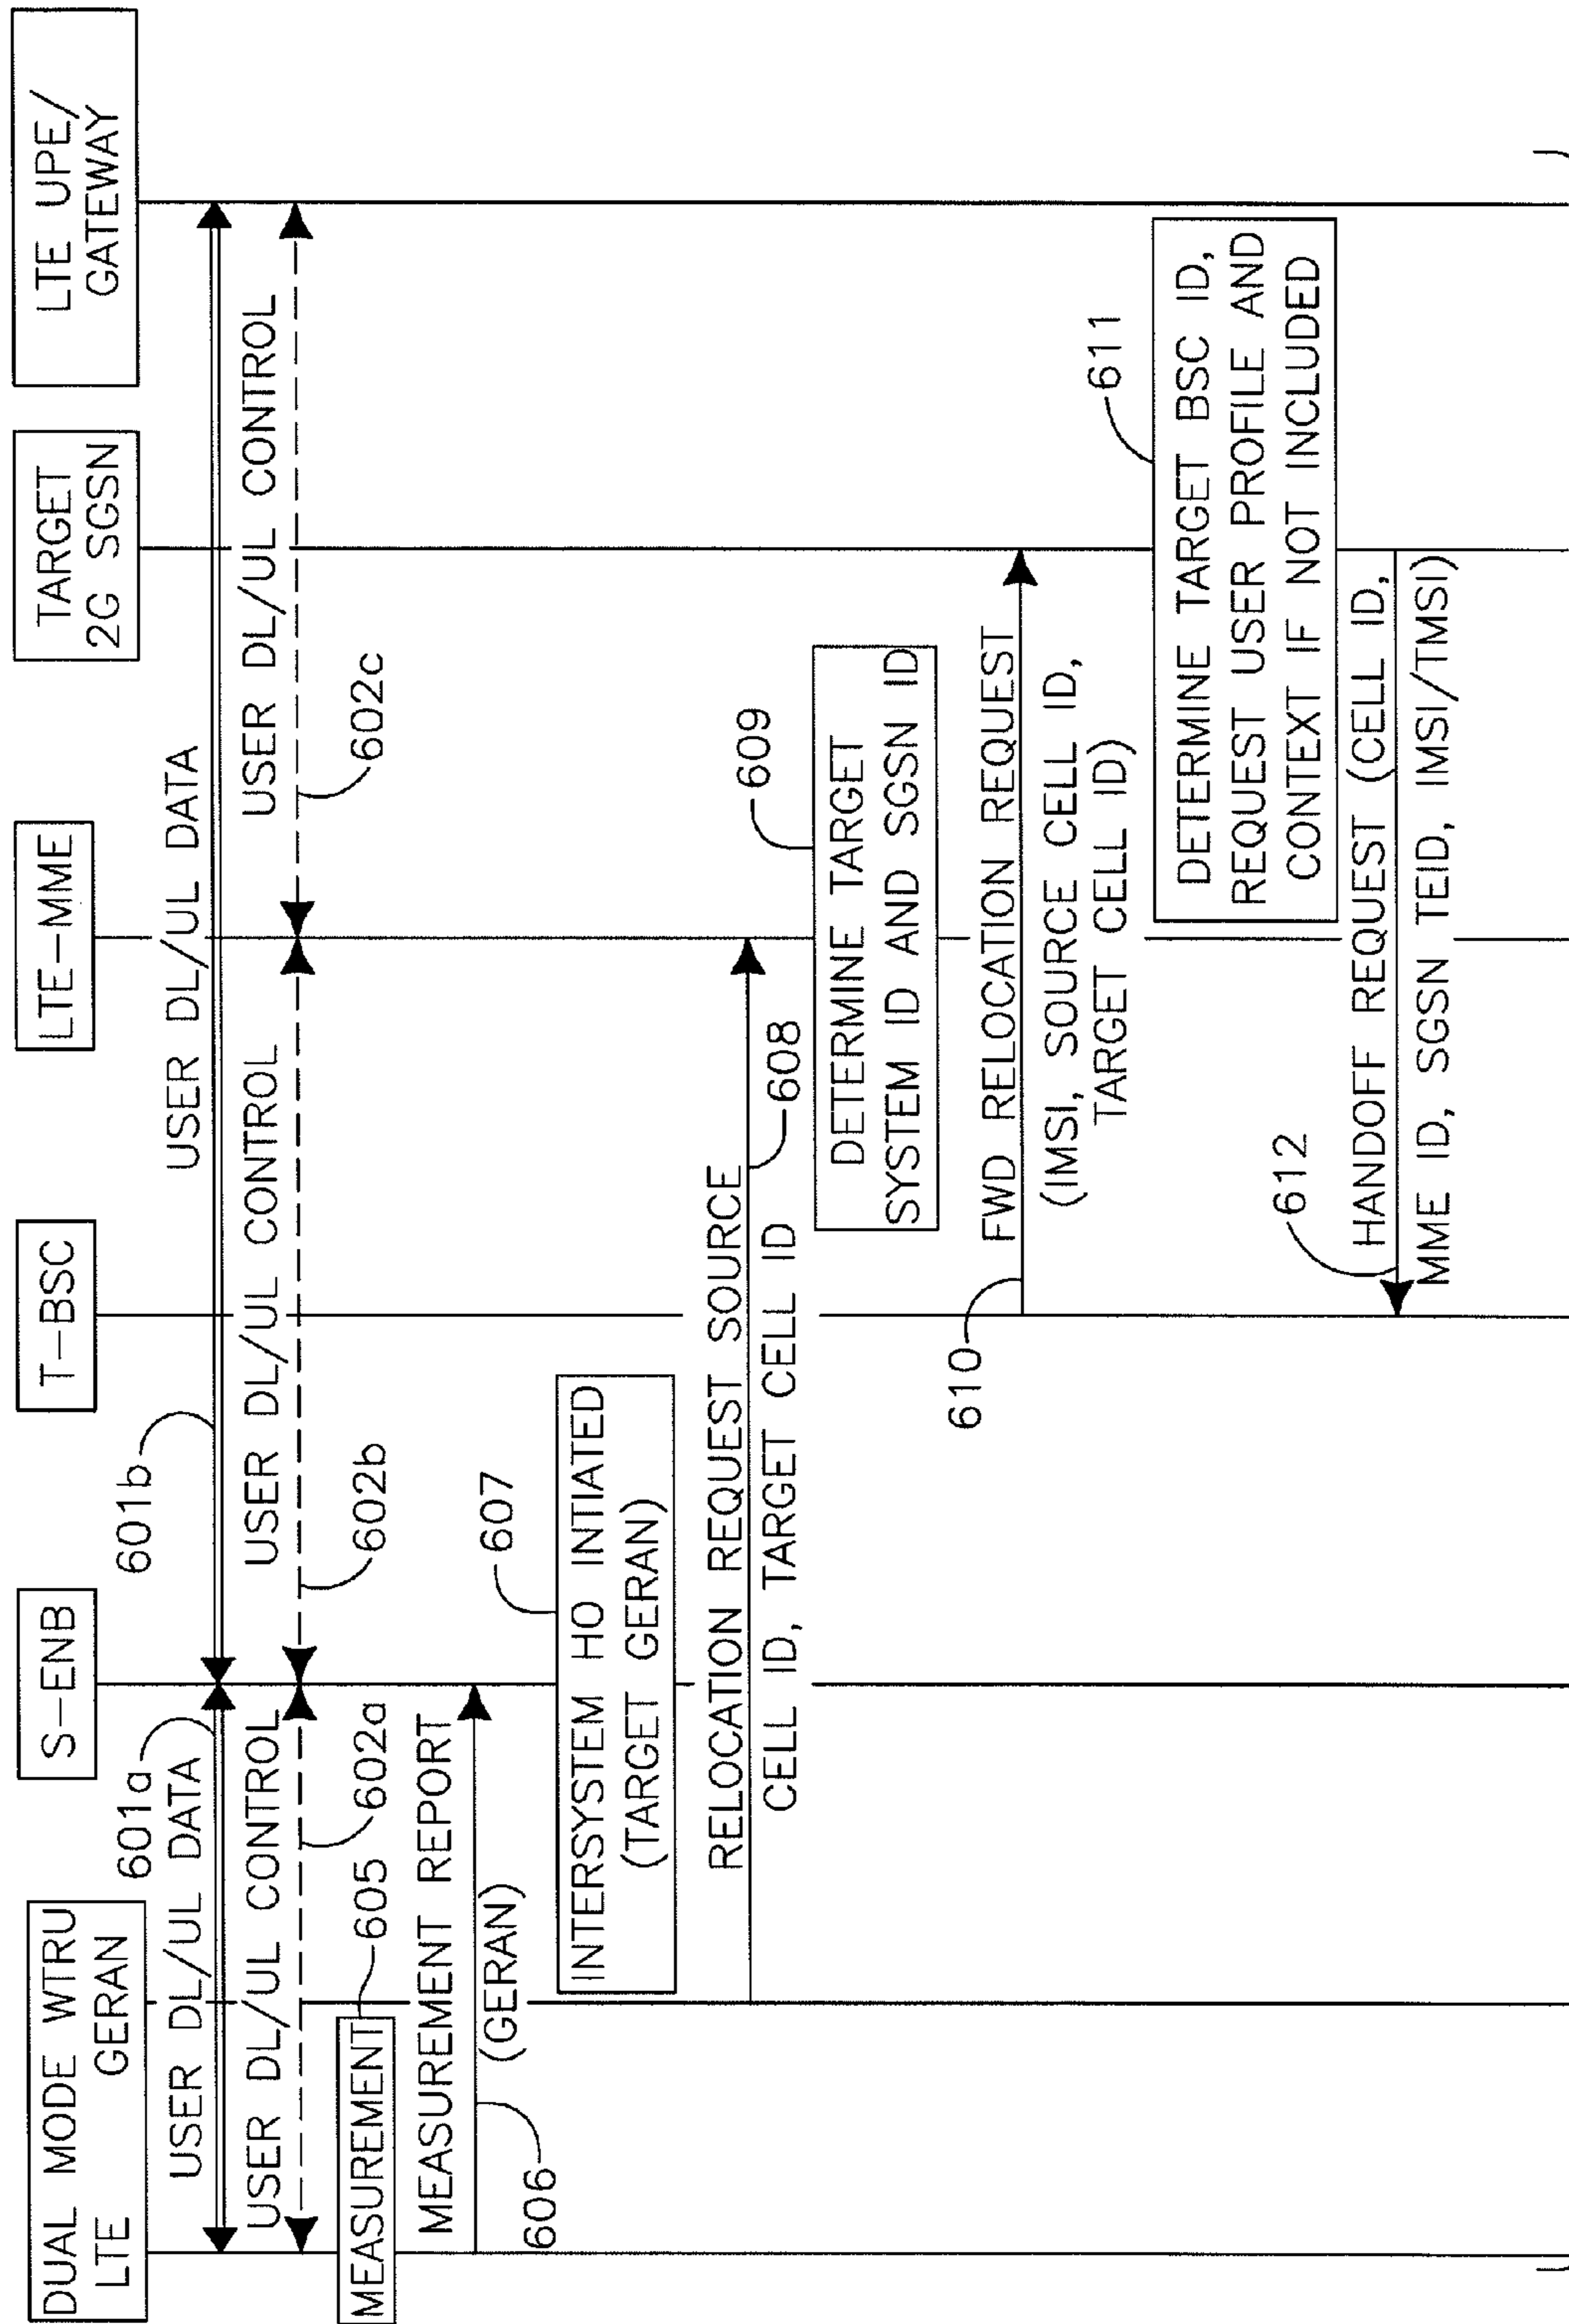 DUAL MODE WTRU
LTE GERAN
S-ENB
T-BSC
LTE-MME
TARGET
2G SGSN
LTE UPE/
GATEWAY
601a
USER DL/UL DATA
601b
USER DL/UL DATA
USER DL/UL CONTROL
602a
USER DL/UL CONTROL
602b
USER DL/UL CONTROL
602c
MEASUREMENT
605
MEASUREMENT REPORT
(GERAN)
606
607
INTERSYSTEM HO INTIATED
(TARGET GERAN)
RELOCATION REQUEST SOURCE
CELL ID, TARGET CELL ID
608
609
DETERMINE TARGET
SYSTEM ID AND SGSN ID
610
FWD RELOCATION REQUEST
(IMSI, SOURCE CELL ID,
TARGET CELL ID)
611
DETERMINE TARGET BSC ID,
REQUEST USER PROFILE AND
CONTEXT IF NOT INCLUDED
612
HANDOFF REQUEST (CELL ID,
MME ID, SGSN TEID, IMSI/TMSI)